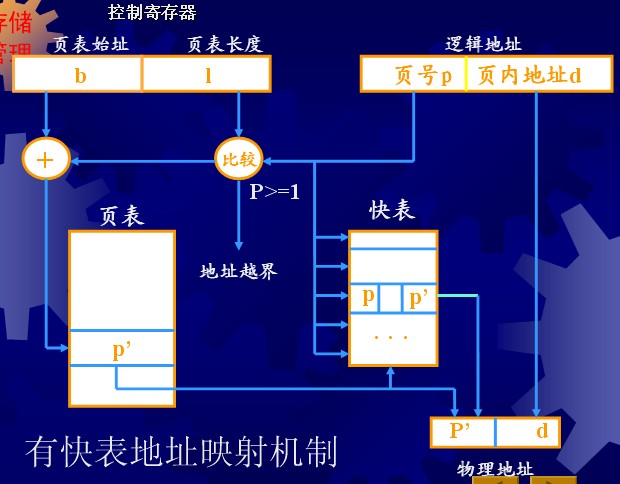 控制寄存器
存储
管理
页表始址 页表长度 逻辑地址
b l 页号p 页内地址d
+ 比较
P>=1
页表 快表
地址越界
p p’
p’ . . .
P’ d
有快表地址映射机制
物理地址